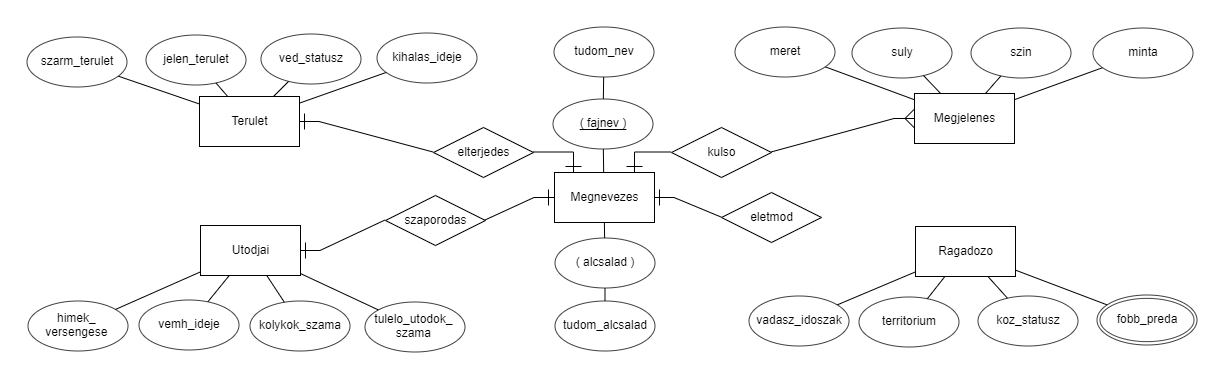 szarm_terulet
jelen_terulet
ved_statusz
kihalas_ideje
tudom_nev
meret
suly
szin
minta
Terulet
( fajnev )
Megjelenes
elterjedes
kulso
Megnevezes
szaporodas
eletmod
Utodjai
( alcsalad )
Ragadozo
himek_
versengese
vemh_ideje
kolykok_szama
tulelo_utodok_
szama
tudom_alcsalad
vadasz_idoszak
territorium
koz_statusz
fobb_preda